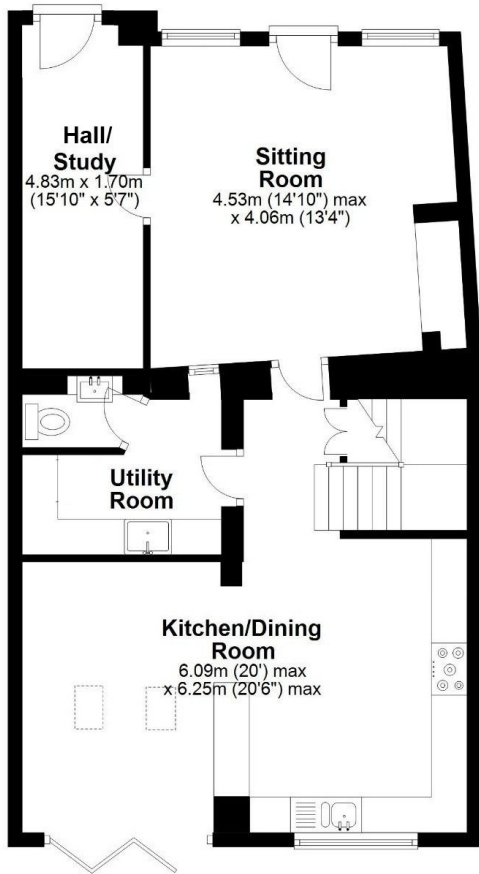 Hall/
Study
4.83m x 1.70m
(15'10" x 5'7")
Sitting
Room
4.53m (14'10") max
x 4.06m (13'4")
Utility
Room
Kitchen/Dining
Room
6.09m (20') max
x 6.25m (20'6") max